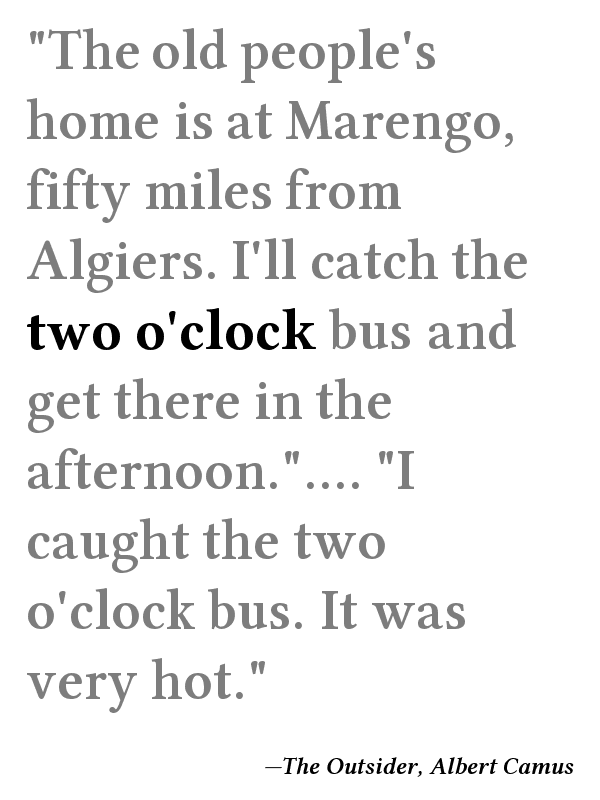 "The old people's
home is at Marengo,
fifty miles from
Algiers. I'll catch the
two o'clock bus and
get there in the
afternoon.".... "I
caught the two
o'clock bus. It was
very hot."
—The Outsider, Albert Camus